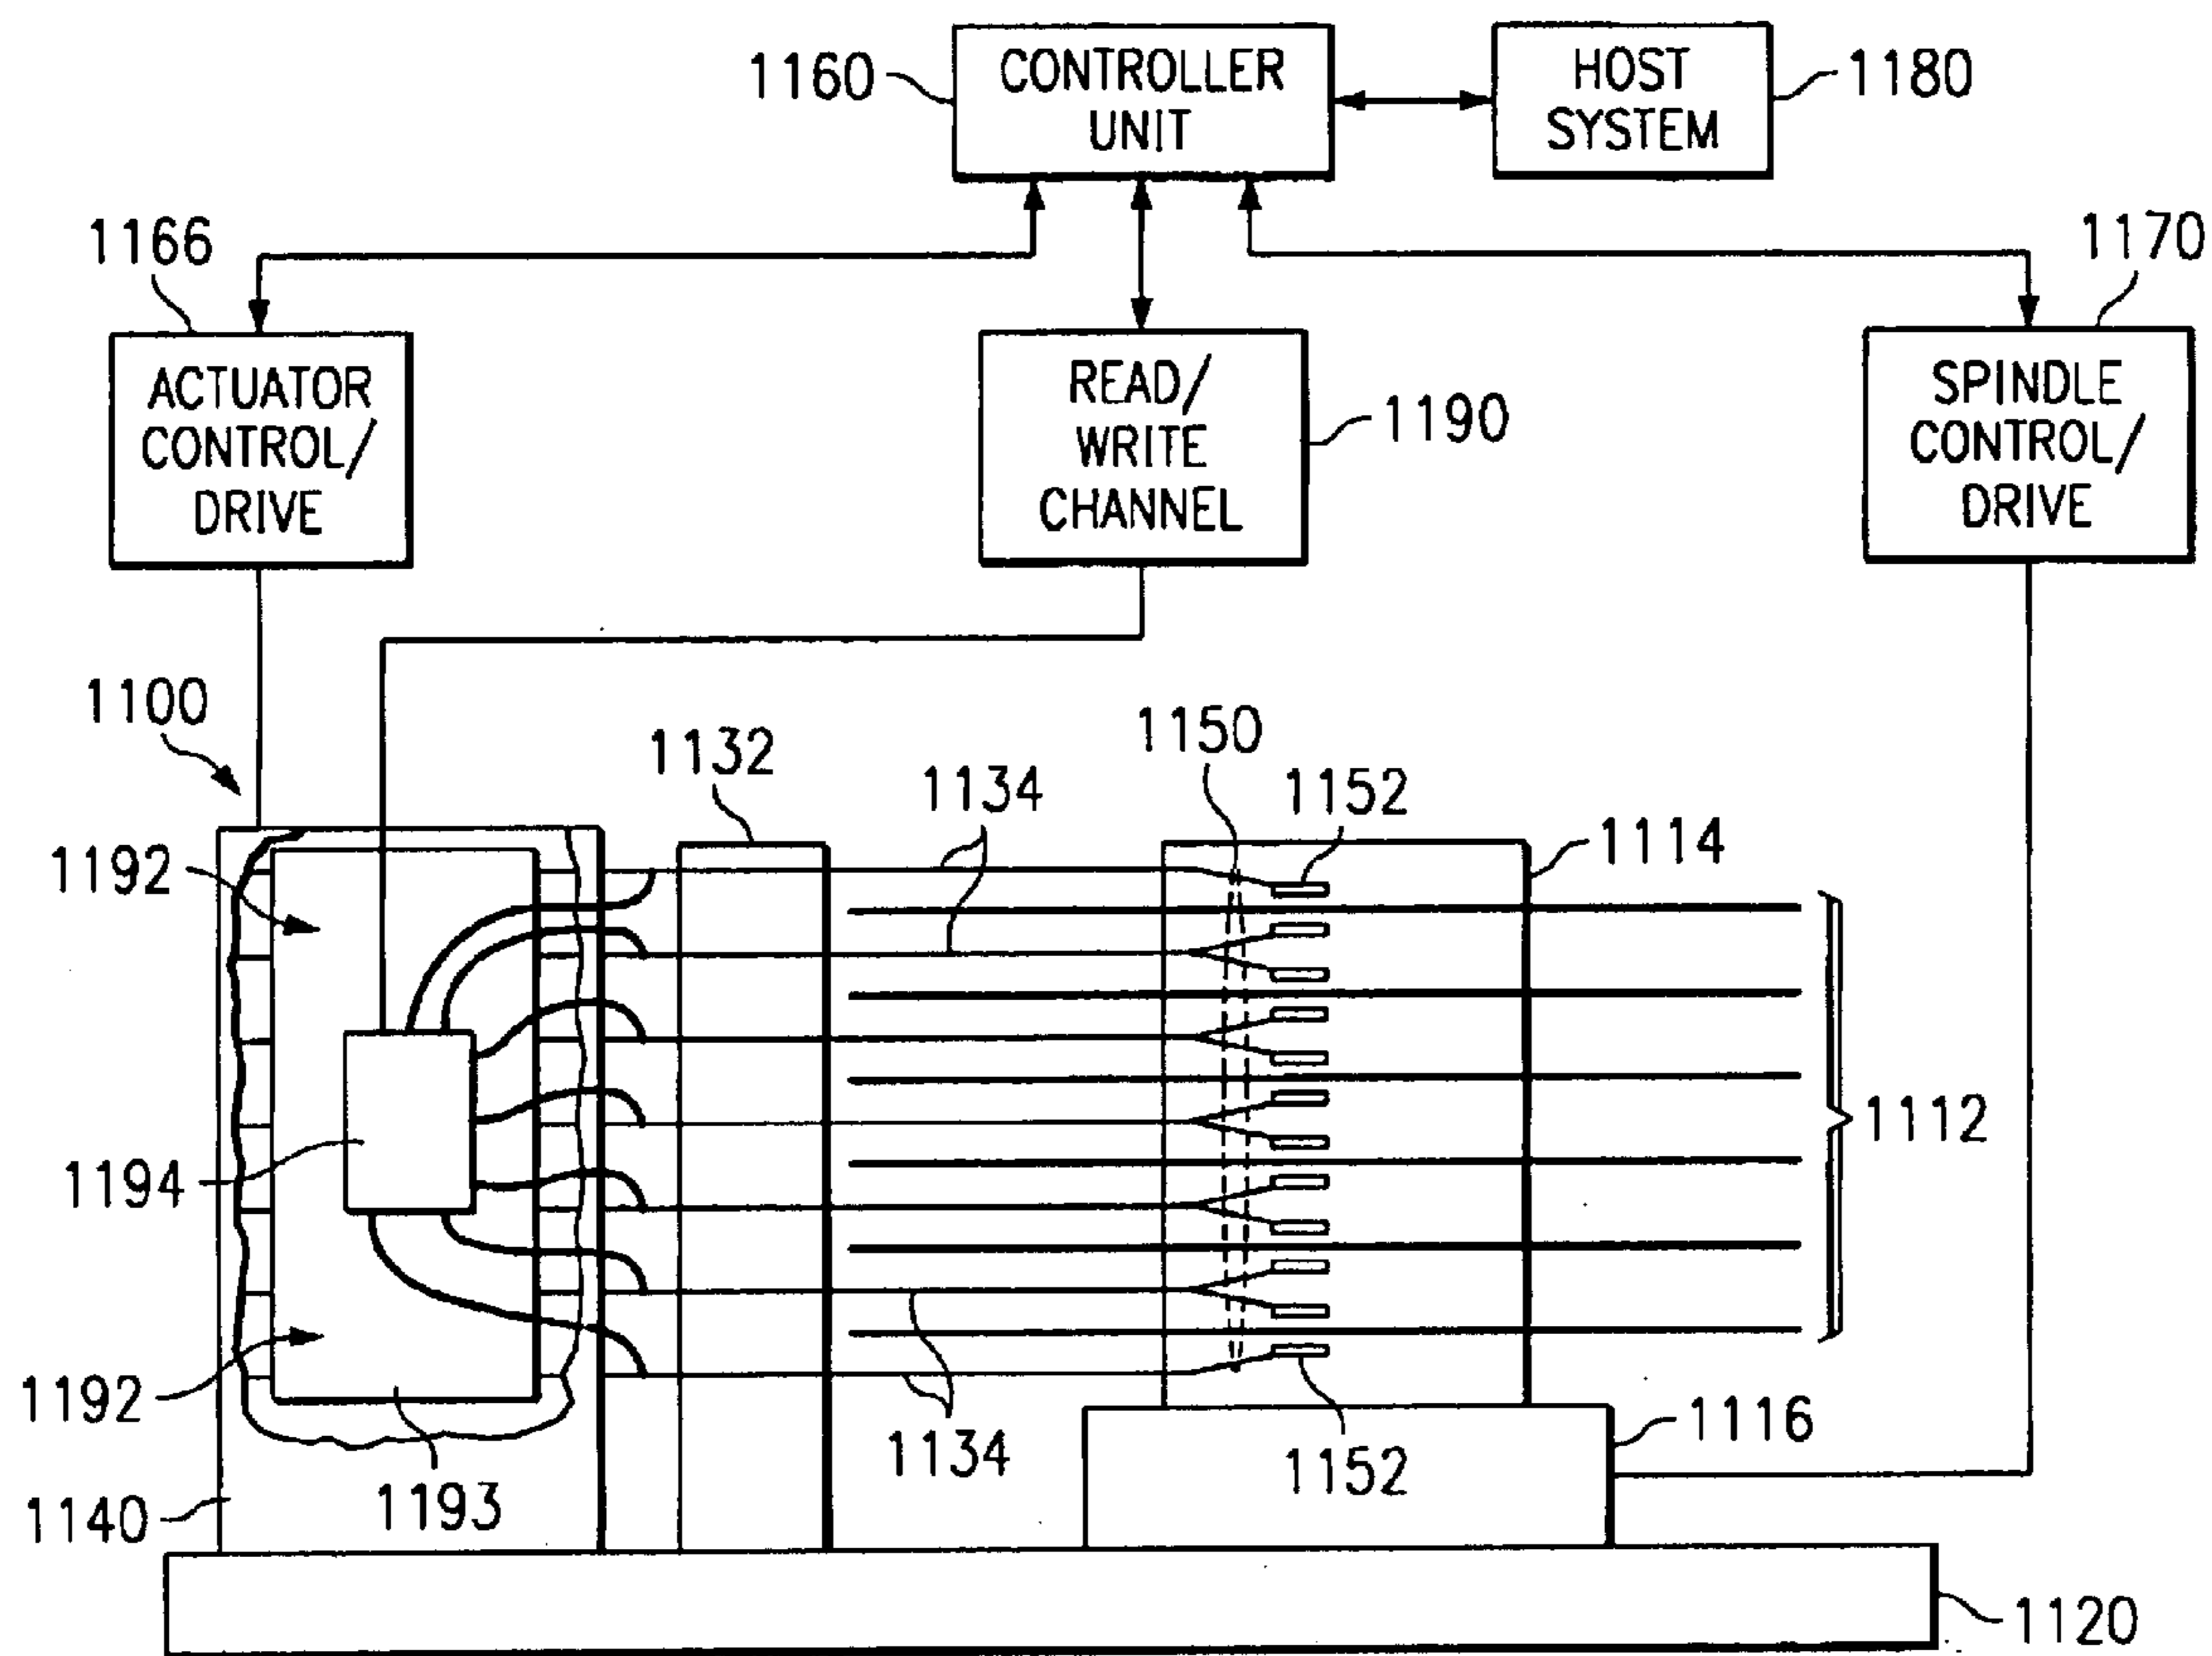 1160
CONTROLLER
UNIT
HOST
SYSTEM
1180
1166
1170
ACTUATOR
CONTROL/
DRIVE
READ/
WRITE
CHANNEL
1190
SPINDLE
CONTROL/
DRIVE
1100
1132
1134
1150
1152
1114
1192
1112
1194
1192
1193
1134
1152
1116
1140
1120